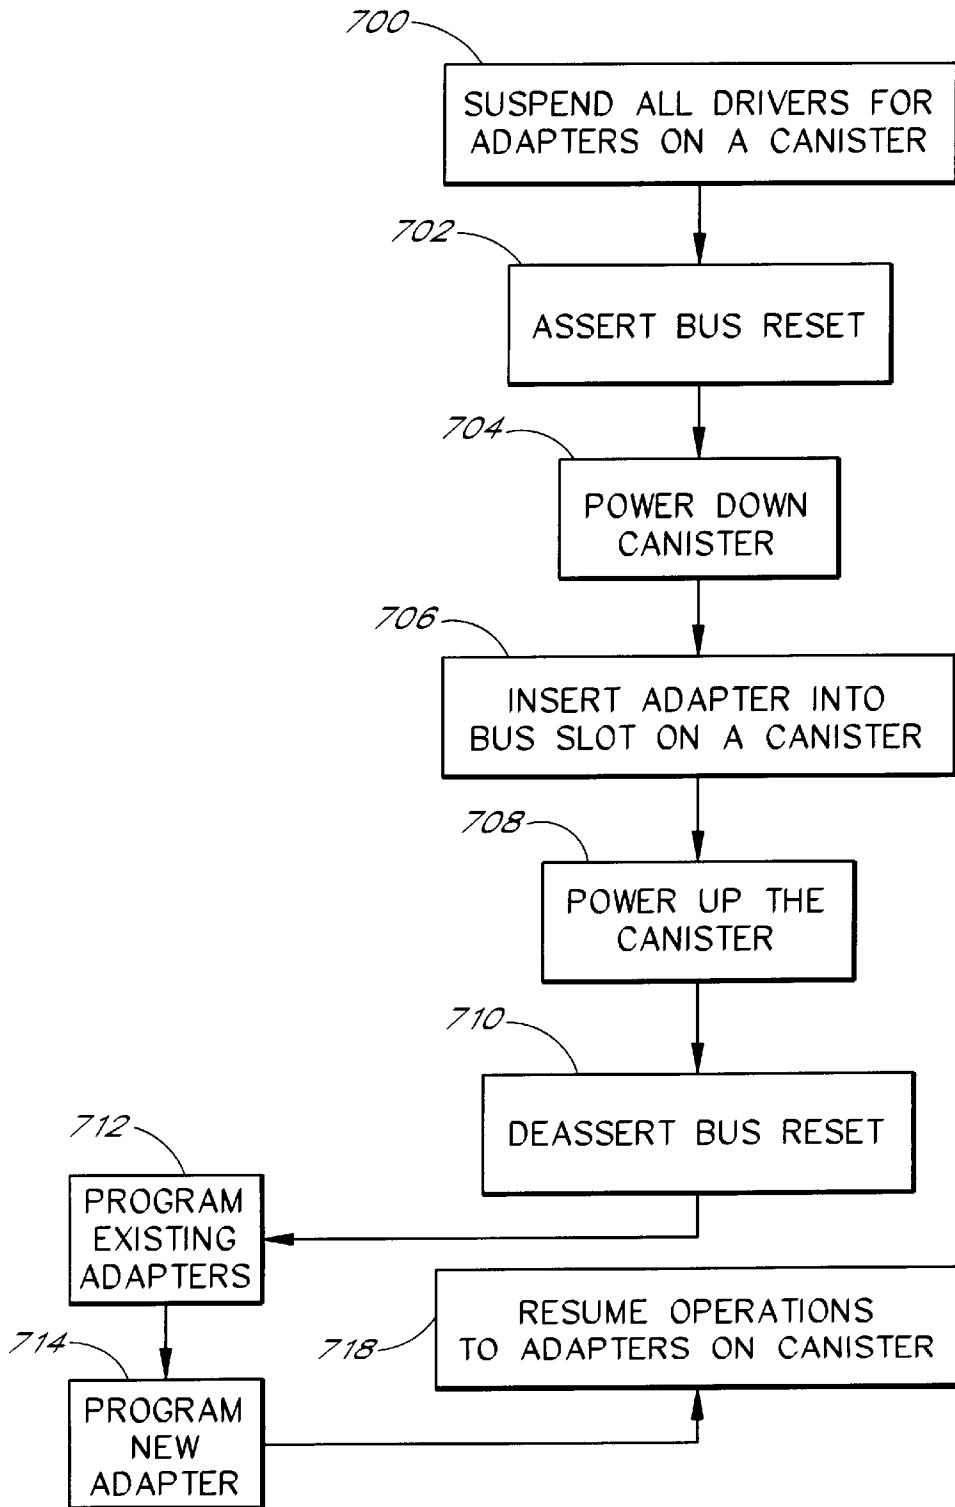 700
SUSPEND ALL DRIVERS FOR
ADAPTERS ON A CANISTER
702
ASSERT BUS RESET
704
POWER DOWN
CANISTER
706
INSERT ADAPTER INTO
BUS SLOT ON A CANISTER
708
POWER UP THE
CANISTER
710
DEASSERT BUS RESET
712
PROGRAM
EXISTING
ADAPTERS
714
PROGRAM
NEW
ADAPTER
718
RESUME OPERATIONS
TO ADAPTERS ON CANISTER